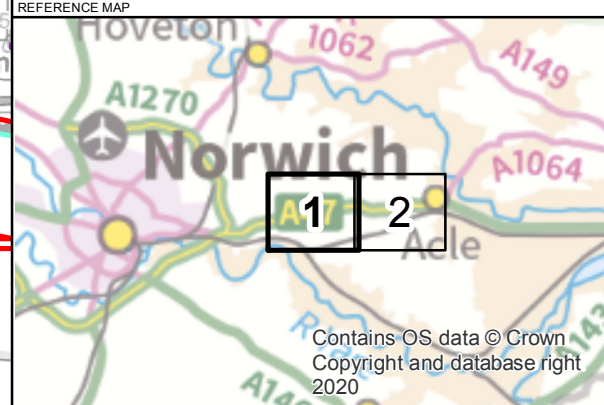 REFERENCE MAP
Hoveton
1062
A149
A1270
Norwich
A1064
1
2
Acle
Contains OS data © Crown
Copyright and database right
2020